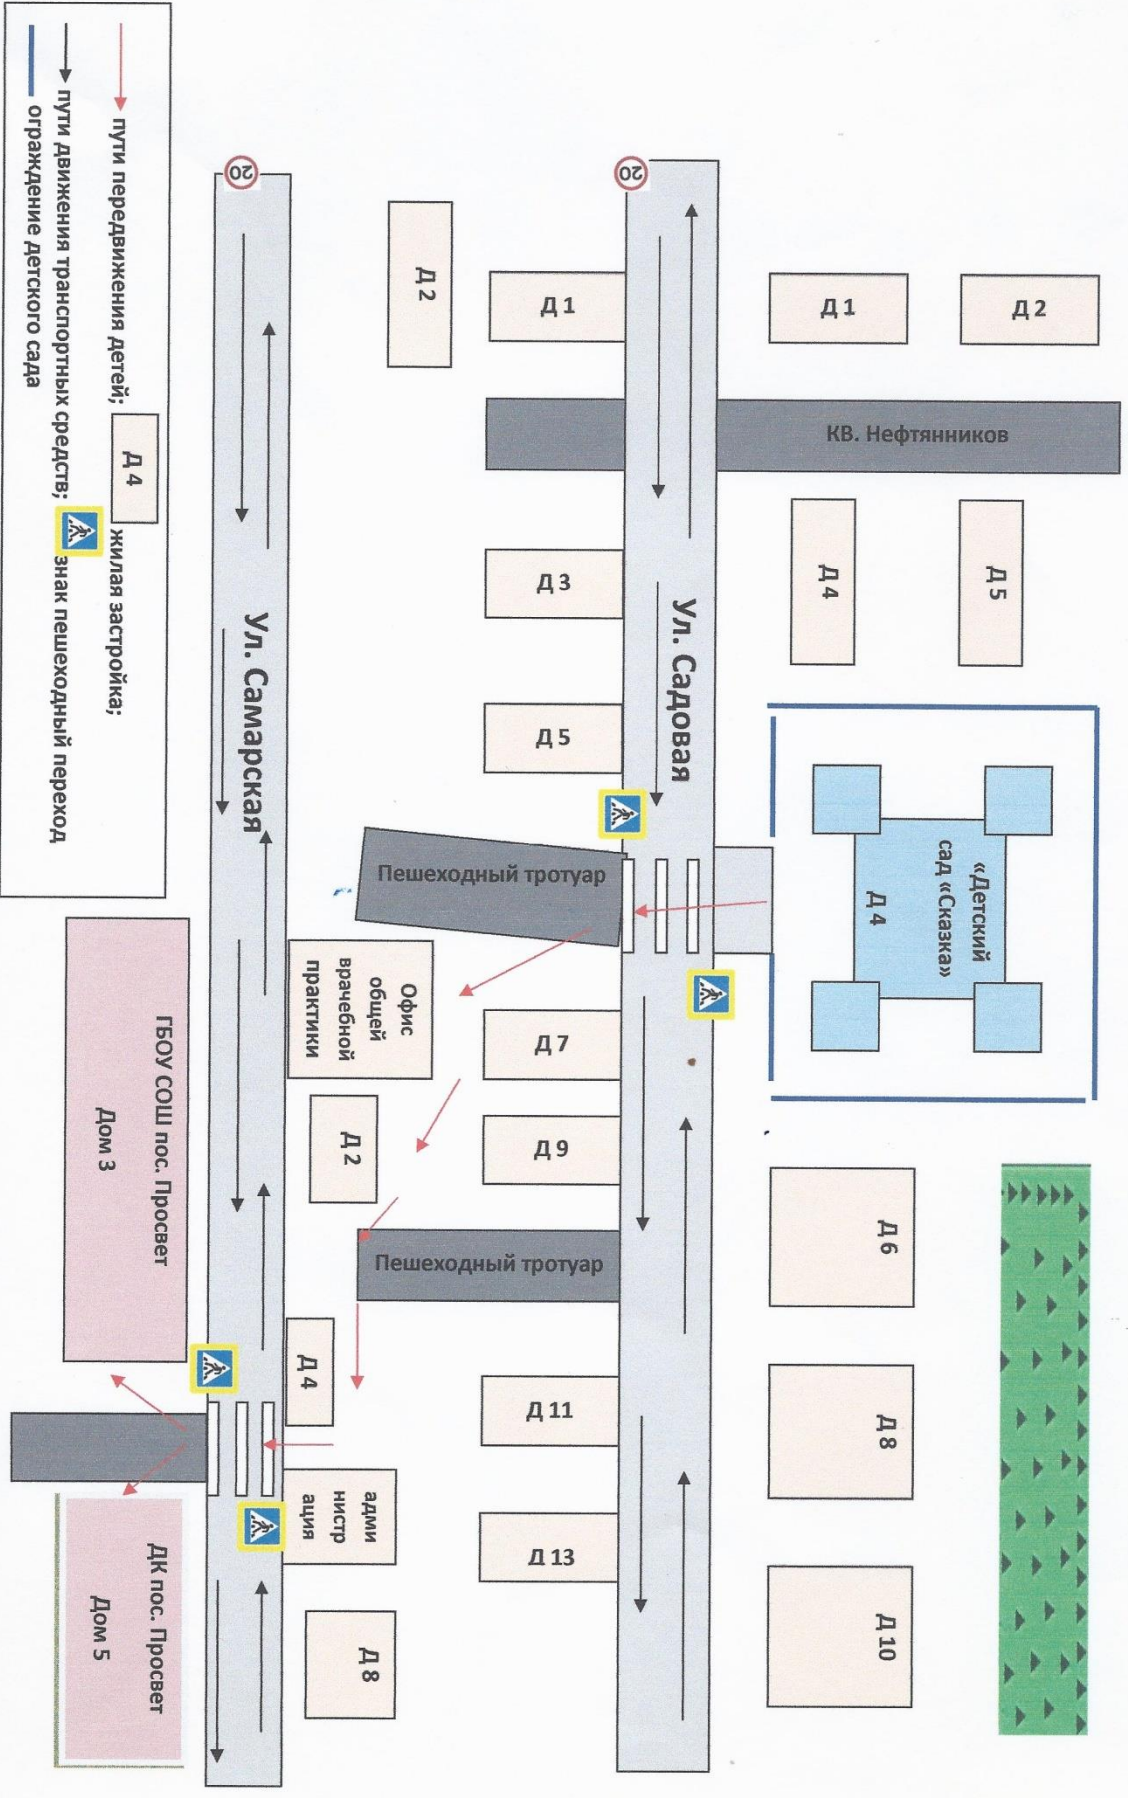 Д 2
Д 5
КВ. Нефтянников
«Детский
сад «Сказка»
Д 4
Д 1
Д 4
Д 6
Д 8
Д 10
20
Ул. Садовая
Д 1
Д 3
Д 5
Пешеходный тротуар
Д 7
Д 9
Пешеходный тротуар
Д 11
Д 13
Д 2
Офис
общей
врачебной
практики
Д 2
Д 4
адми
нистр
ация
Д 8
20
Ул. Самарская
ГБОУ СОШ пос. Просвет
Дом 3
ДК пос. Просвет
Дом 5
пути передвижения детей; Д 4 жилая застройка;
пути движения транспортных средств; знак пешеходный переход
ограждение детского сада